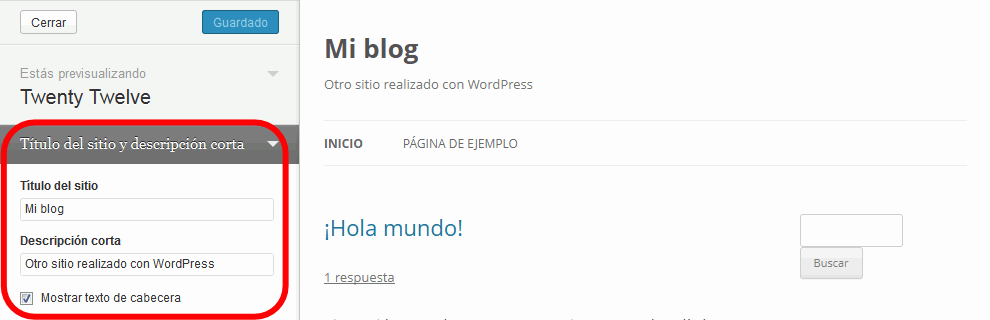 Cerrar
Guardado
Estás previsualizando
Twenty Twelve
Título del sitio y descripción corta
Título del sitio
Mi blog
Descripción corta
Otro sitio realizado con WordPress
Mostrar texto de cabecera
Mi blog
Otro sitio realizado con WordPress
INICIO
PÁGINA DE EJEMPLO
¡Hola mundo!
1 respuesta
Buscar